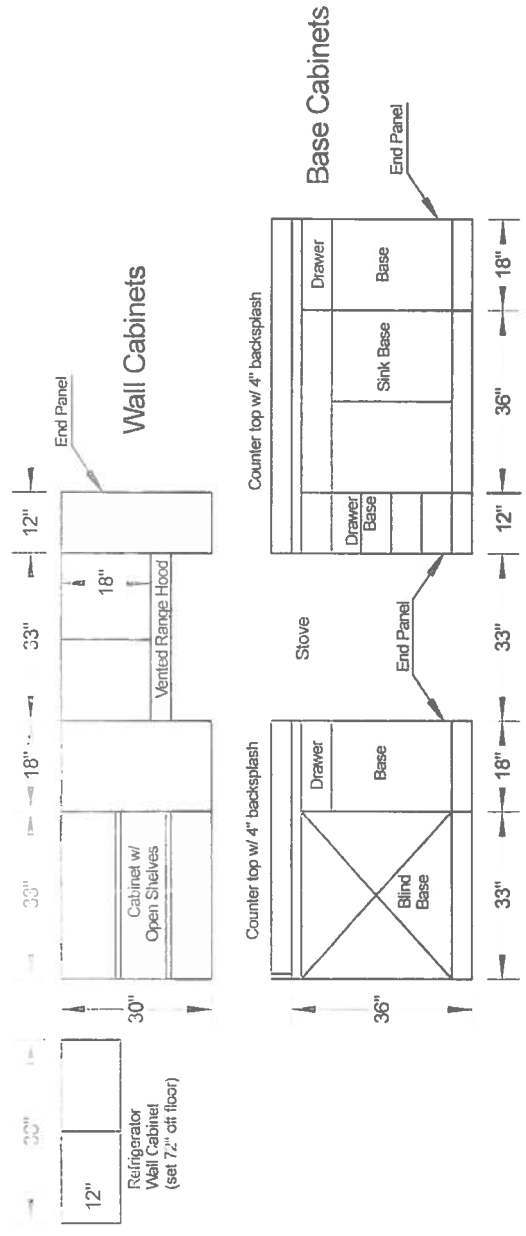 36"
33"
18"
33"
12"
End Panel
Wall Cabinets
12"
Refrigerator
Wall Cabinet
(set 72" off floor)
30"
Cabinet w/
Open Shelves
18"
Vented Range Hood
Counter top w/ 4" backsplash
Counter top w/ 4" backsplash
Base Cabinets
36"
Blind
Base
Drawer
Base
Stove
End Panel
Drawer
Base
Sink Base
Drawer
Base
End Panel
33"
18"
33"
12"
36"
18"